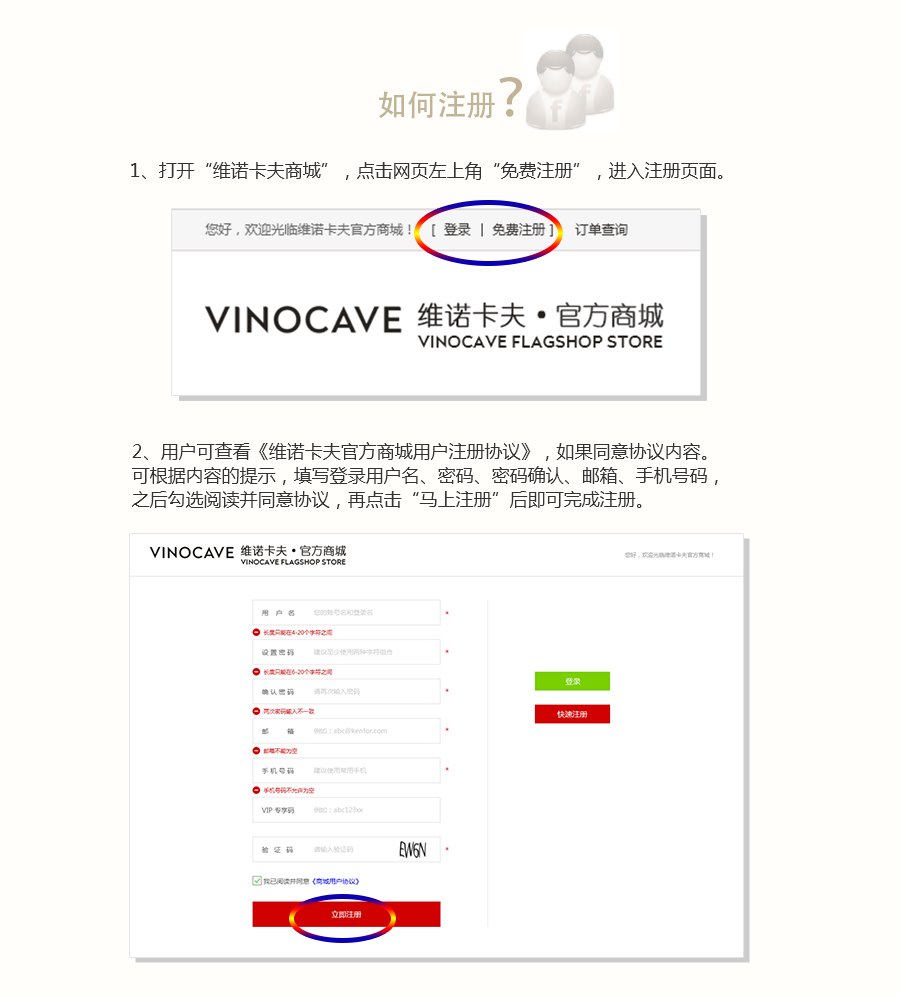 如何注册?
1、打开“维诺卡夫商城”，点击网页左上角“免费注册”，进入注册页面。
您好，欢迎光临维诺卡夫官方商城！ [ 登录 | 免费注册 ] 订单查询
VINOCAVE 维诺卡夫•官方商城
VINOCAVE FLAGSHOP STORE
2、用户可查看《维诺卡夫官方商城用户注册协议》，如果同意协议内容。
可根据内容的提示，填写登录用户名、密码、密码确认、邮箱、手机号码，
之后勾选阅读并同意协议，再点击“马上注册”后即可完成注册。
VINOCAVE 维诺卡夫•官方商城
VINOCAVE FLAGSHOP STORE
您好，欢迎光临维诺卡夫官方商城！
用户名 您的账号名和登录名 *
长度只能在4-20个字符之间
设置密码 建议至少使用两种字符组合 *
长度只能在6-20个字符之间
确认密码 请再次输入密码 *
两次密码输入不一致
邮箱 例如：abc@kenfor.com *
邮箱不能为空
手机号码 建议使用常用手机 *
手机号码不允许为空
VIP 专享码 例如：abc123xx
验证码 请输入验证码 EW6N *
我已阅读并同意《商城用户协议》
立即注册
登录
快速注册